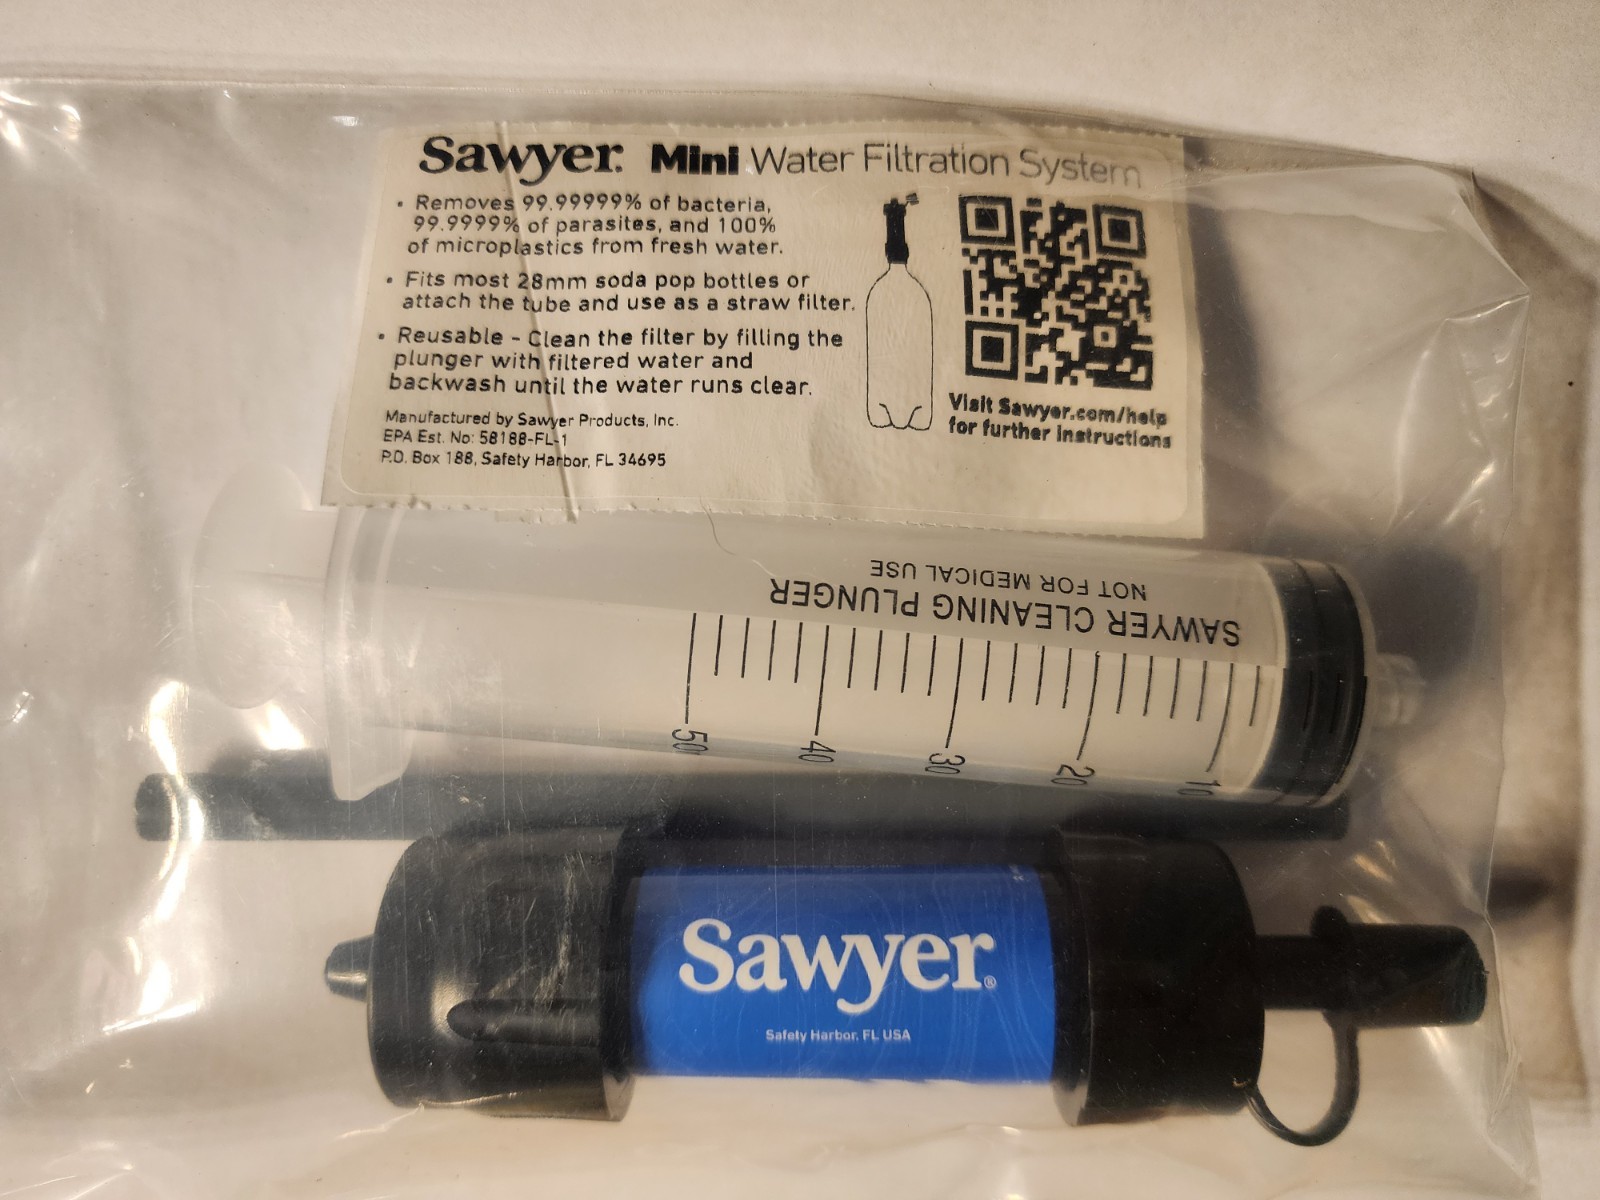 Sawyer. Mini Water Filtration System
• Removes 99.99999% of bacteria,
99.9999% of parasites, and 100%
of microplastics from fresh water.
• Fits most 28mm soda pop bottles or
attach the tube and use as a straw filter.
• Reusable - Clean the filter by filling the
plunger with filtered water and
backwash until the water runs clear.
Manufactured by Sawyer Products, Inc.
EPA Est. No: 58188-FL-1
P.O. Box 188, Safety Harbor, FL 34695
Visit Sawyer.com/help
for further instructions
SAWYER CLEANING PLUNGER
NOT FOR MEDICAL USE
50 40 30 20 10
Sawyer®
Safety Harbor, FL USA